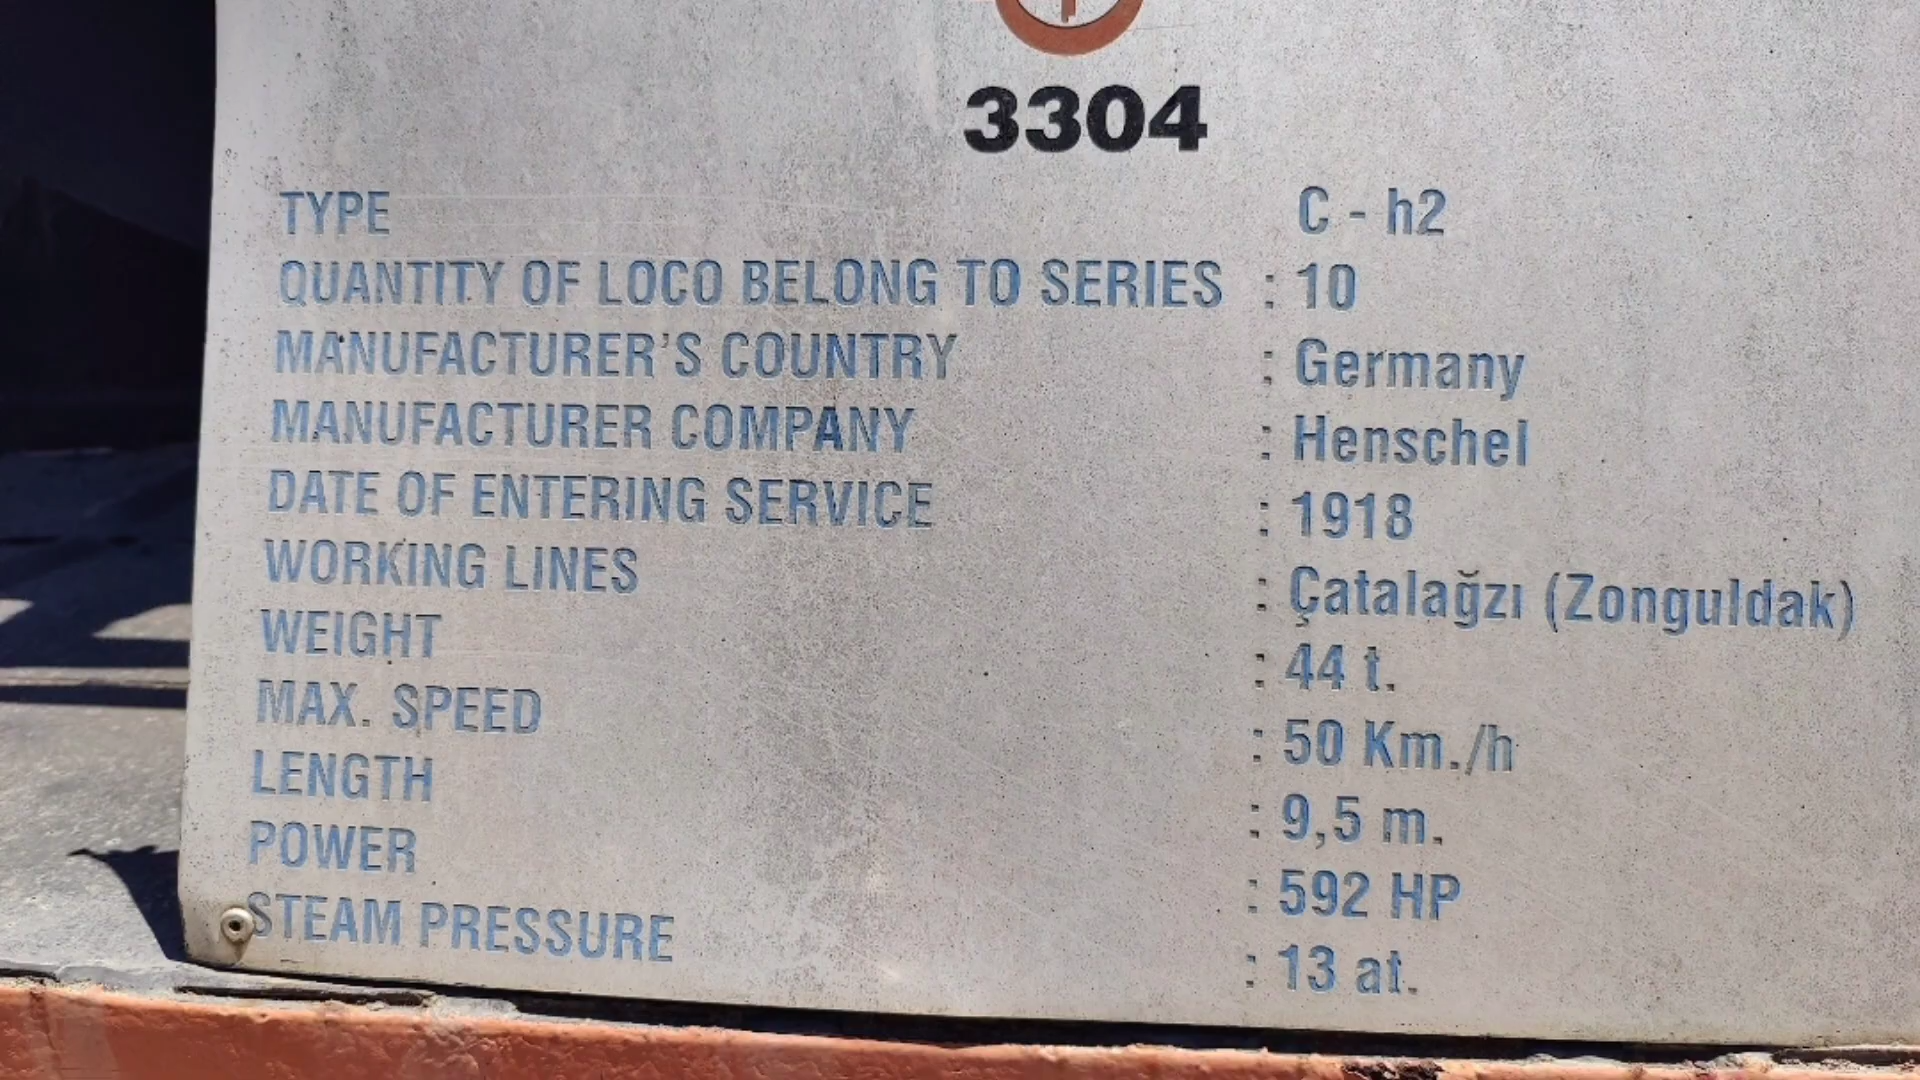 3304
TYPE C - h2
QUANTITY OF LOCO BELONG TO SERIES : 10
MANUFACTURER'S COUNTRY : Germany
MANUFACTURER COMPANY : Henschel
DATE OF ENTERING SERVICE : 1918
WORKING LINES : Çatalağzı (Zonguldak)
WEIGHT : 44 t.
MAX. SPEED : 50 Km./h
LENGTH : 9,5 m.
POWER : 592 HP
STEAM PRESSURE : 13 at.